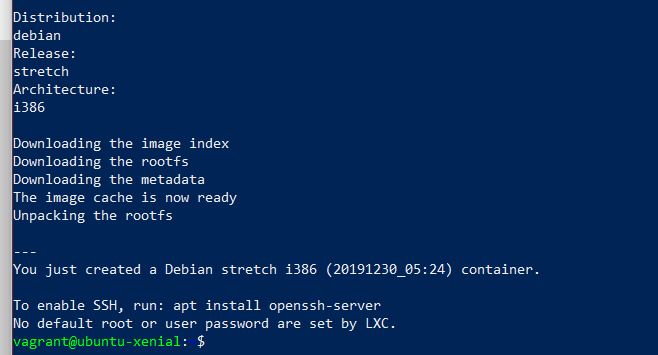 Distribution:
debian
Release:
stretch
Architecture:
i386
Downloading the image index
Downloading the rootfs
Downloading the metadata
The image cache is now ready
Unpacking the rootfs
---
You just created a Debian stretch i386 (20191230_05:24) container.
To enable SSH, run: apt install openssh-server
No default root or user password are set by LXC.
vagrant@ubuntu-xenial: $